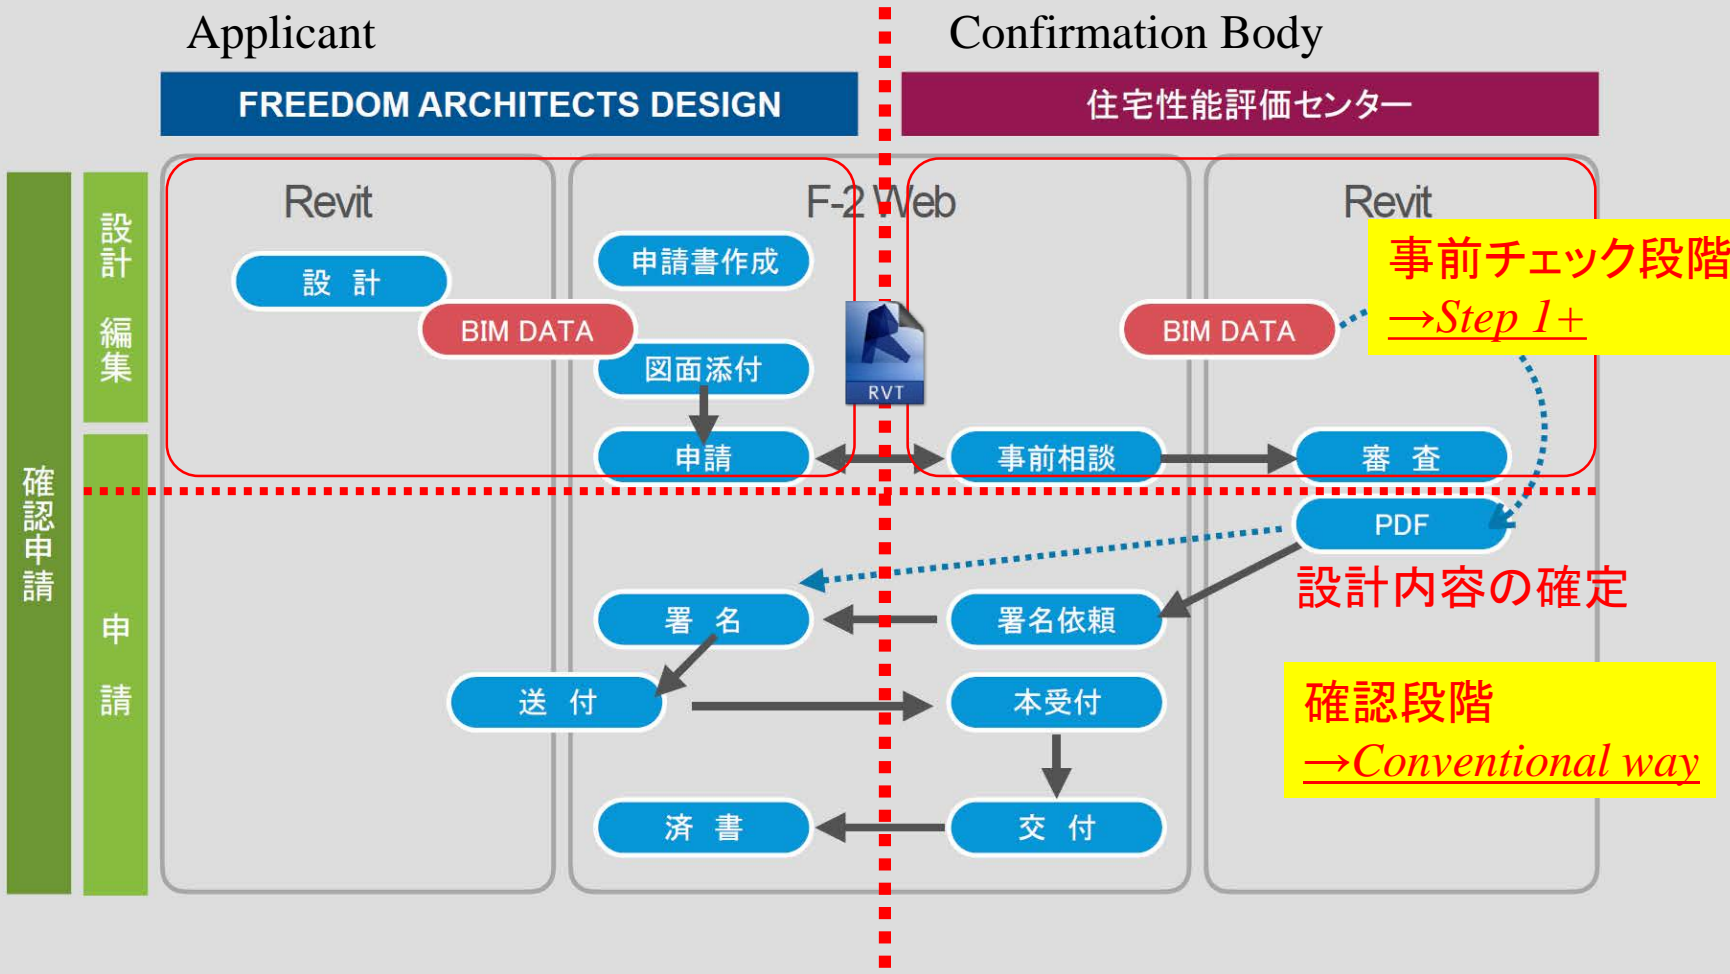 Applicant
Confirmation Body
FREEDOM ARCHITECTS DESIGN
住宅性能評価センター
確認申請
設計 編集
申 請
Revit
F-2 Web
Revit
設 計
申請書作成
BIM DATA
図面添付
RVT
BIM DATA
事前チェック段階
→Step 1+
申請
事前相談
審 査
PDF
設計内容の確定
署 名
署名依頼
送 付
本受付
確認段階
→Conventional way
済 書
交 付